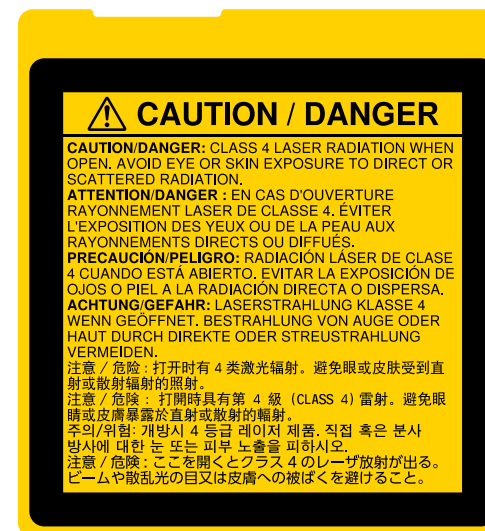 ⚠ CAUTION / DANGER
CAUTION/DANGER: CLASS 4 LASER RADIATION WHEN
OPEN. AVOID EYE OR SKIN EXPOSURE TO DIRECT OR
SCATTERED RADIATION.
ATTENTION/DANGER : EN CAS D'OUVERTURE
RAYONNEMENT LASER DE CLASSE 4. ÉVITER
L'EXPOSITION DES YEUX OU DE LA PEAU AUX
RAYONNEMENTS DIRECTS OU DIFFUÉS.
PRECAUCIÓN/PELIGRO: RADIACIÓN LÁSER DE CLASE
4 CUANDO ESTÁ ABIERTO. EVITAR LA EXPOSICIÓN DE
OJOS O PIEL A LA RADIACIÓN DIRECTA O DISPERSA.
ACHTUNG/GEFAHR: LASERSTRAHLUNG KLASSE 4
WENN GEÖFFNET. BESTRAHLUNG VON AUGE ODER
HAUT DURCH DIREKTE ODER STREUSTRAHLUNG
VERMEIDEN.
注意 / 危险 : 打开时有 4 类激光辐射。避免眼或皮肤受到直
射或散射辐射的照射。
注意 / 危険 : 打開時具有第 4 級 (CLASS 4) 雷射。避免眼
睛或皮膚暴露於直射或散射的輻射。
주의/위험: 개방시 4 등급 레이저 제품. 직접 혹은 분사
방사에 대한 눈 또는 피부 노출을 피하시오.
注意 / 危険 : ここを開くとクラス 4 のレーザ放射が出る。
ビームや散乱光の目又は皮膚への被ばくを避けること。